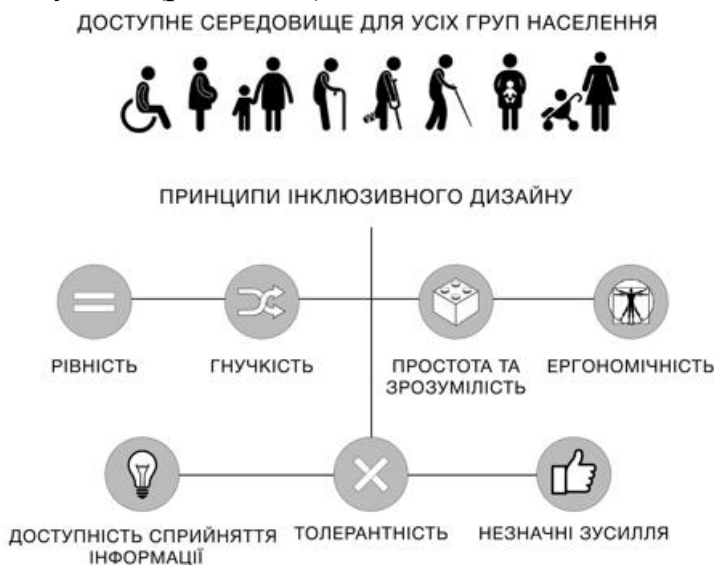 ДОСТУПНЕ СЕРЕДОВИЩЕ ДЛЯ УСІХ ГРУП НАСЕЛЕННЯ
ПРИНЦИПИ ІНКЛЮЗИВНОГО ДИЗАЙНУ
РІВНІСТЬ
ГНУЧКІСТЬ
ПРОСТОТА ТА
ЗРОЗУМІЛІСТЬ
ЕРГОНОМІЧНІСТЬ
ДОСТУПНІСТЬ СПРИЙНЯТТЯ
ІНФОРМАЦІЇ
ТОЛЕРАНТНІСТЬ
НЕЗНАЧНІ ЗУСИЛЛЯ